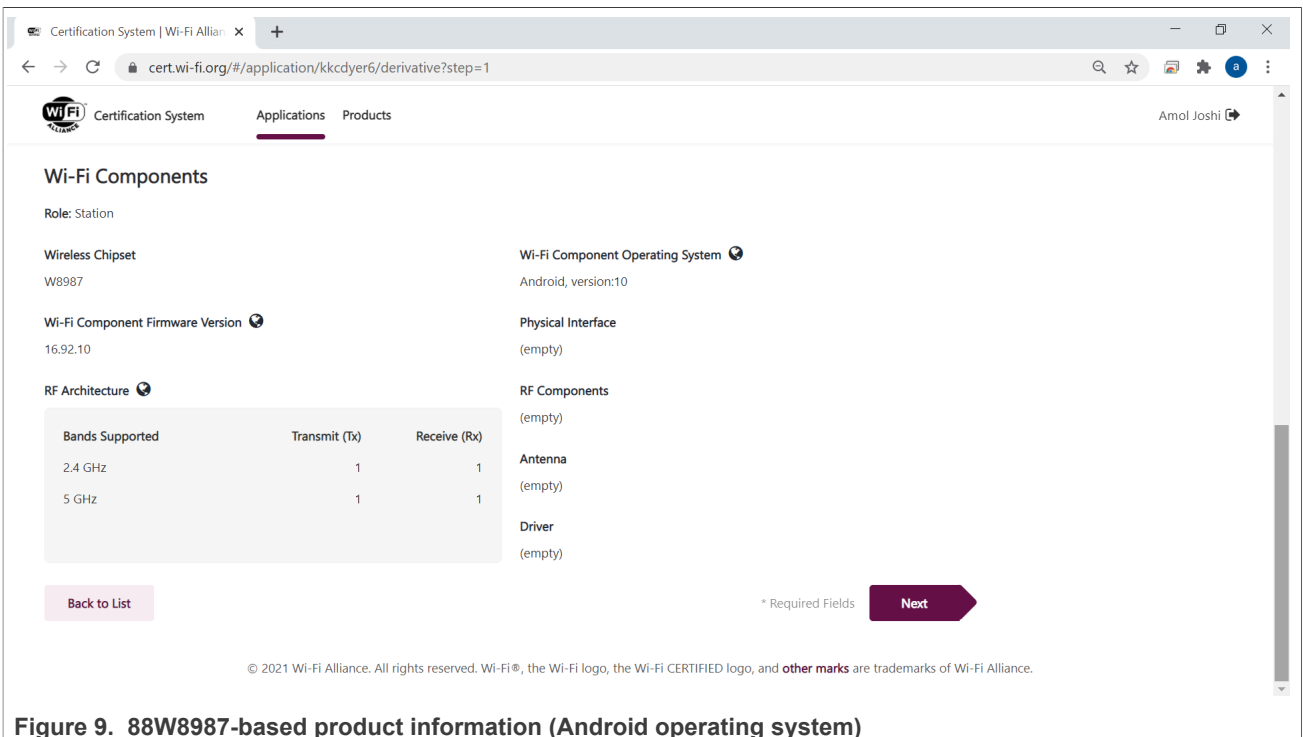 Certification System | Wi-Fi Allian
cert.wi-fi.org/#/application/kkcdyer6/derivative?step=1
a
Wi Fi
ALLIANCE
Certification System
Applications
Products
Amol Joshi
Wi-Fi Components
Role: Station
Wireless Chipset
W8987
Wi-Fi Component Firmware Version
16.92.10
RF Architecture
Bands Supported Transmit (Tx) Receive (Rx)
2.4 GHz 1 1
5 GHz 1 1
Wi-Fi Component Operating System
Android, version:10
Physical Interface
(empty)
RF Components
(empty)
Antenna
(empty)
Driver
(empty)
Back to List
* Required Fields
Next
© 2021 Wi-Fi Alliance. All rights reserved. Wi-Fi®, the Wi-Fi logo, the Wi-Fi CERTIFIED logo, and other marks are trademarks of Wi-Fi Alliance.
Figure 9. 88W8987-based product information (Android operating system)